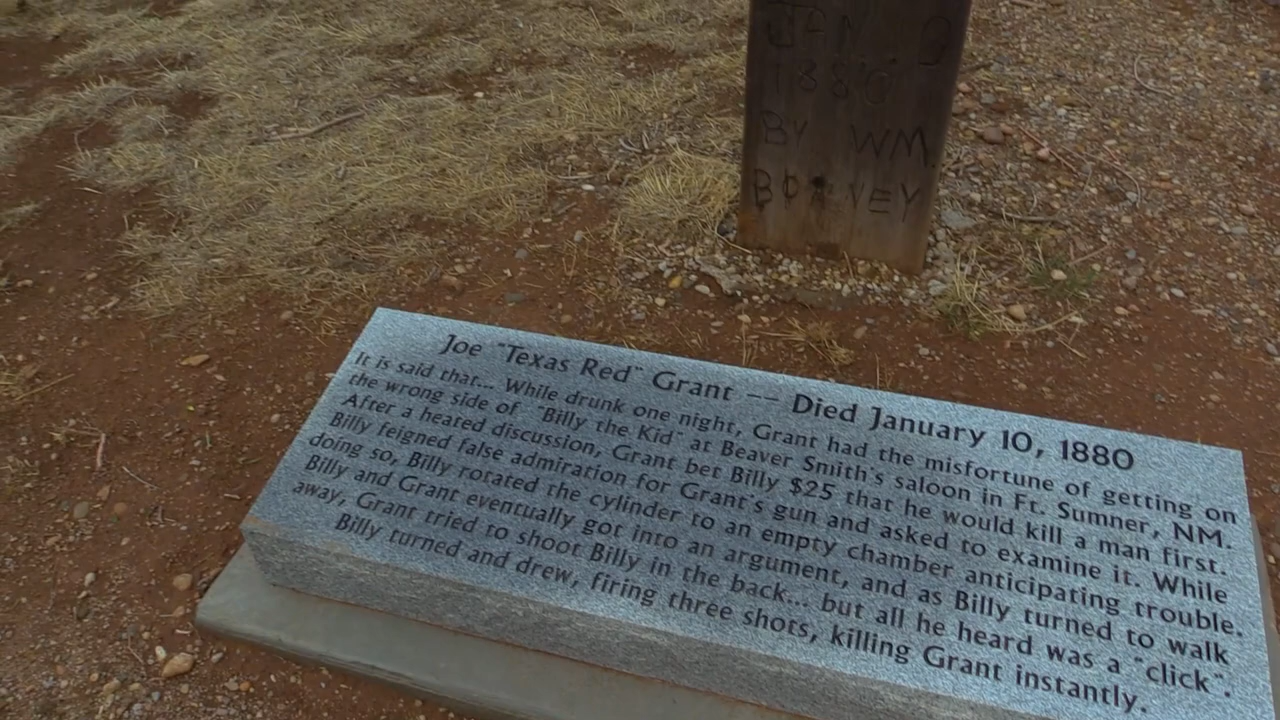 JAN 9
1880
BY WM.
BONNEY
Joe "Texas Red" Grant -- Died January 10, 1880
It is said that... While drunk one night, Grant had the misfortune of getting on
the wrong side of "Billy the Kid" at Beaver Smith's saloon in Ft. Sumner, NM.
After a heated discussion, Grant bet Billy $25 that he would kill a man first.
Billy feigned false admiration for Grant's gun and asked to examine it. While
doing so, Billy rotated the cylinder to an empty chamber anticipating trouble.
Billy and Grant eventually got into an argument, and as Billy turned to walk
away, Grant tried to shoot Billy in the back... but all he heard was a "click".
Billy turned and drew, firing three shots, killing Grant instantly.